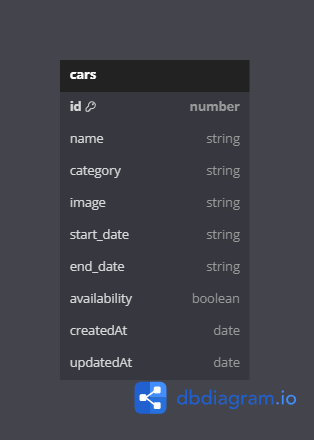 cars
id number
name string
category string
image string
start_date string
end_date string
availability boolean
createdAt date
updatedAt date
dbdiagram.io